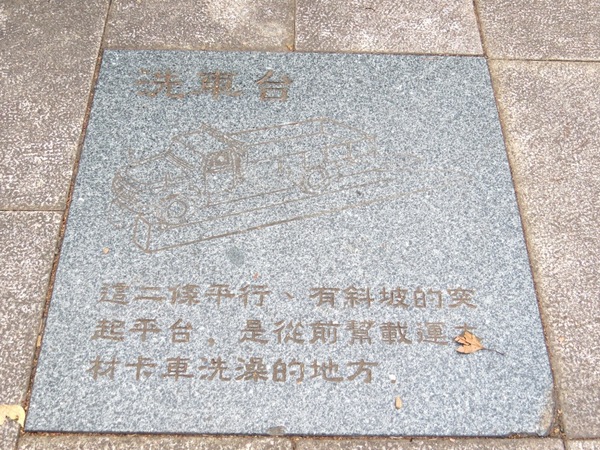 洗車台
這二條平行、有斜坡的突
起平台。是從前幫載運木
材卡車洗澡的地方.